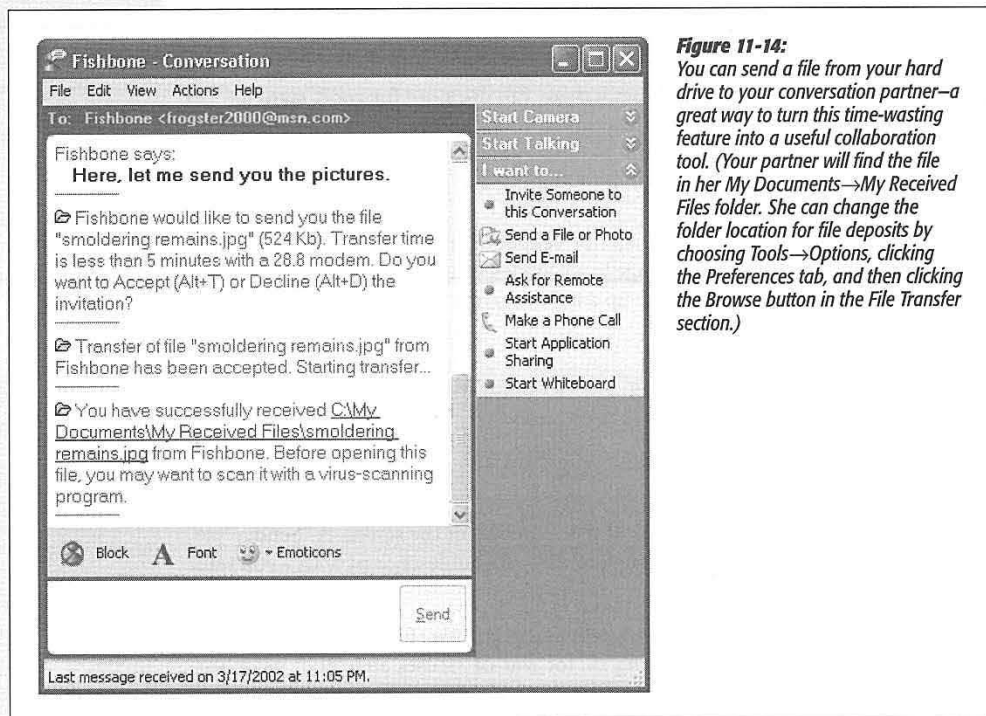 Fishbone - Conversation
File Edit View Actions Help
To: Fishbone <frogster2000@msn.com>
Fishbone says:
Here, let me send you the pictures.
Fishbone would like to send you the file
"smoldering remains.jpg" (524 Kb). Transfer time
is less than 5 minutes with a 28.8 modem. Do you
want to Accept (Alt+T) or Decline (Alt+D) the
invitation?
Transfer of file "smoldering remains.jpg" from
Fishbone has been accepted. Starting transfer...
You have successfully received C:\My
Documents\My Received Files\smoldering
remains.jpg from Fishbone. Before opening this
file, you may want to scan it with a virus-scanning
program.
Block A Font Emoticons
Send
Last message received on 3/17/2002 at 11:05 PM.
Start Camera
Start Talking
I want to...
Invite Someone to
this Conversation
Send a File or Photo
Send E-mail
Ask for Remote
Assistance
Make a Phone Call
Start Application
Sharing
Start Whiteboard
Figure 11-14:
You can send a file from your hard
drive to your conversation partner—a
great way to turn this time-wasting
feature into a useful collaboration
tool. (Your partner will find the file
in her My Documents→My Received
Files folder. She can change the
folder location for file deposits by
choosing Tools→Options, clicking
the Preferences tab, and then clicking
the Browse button in the File Transfer
section.)